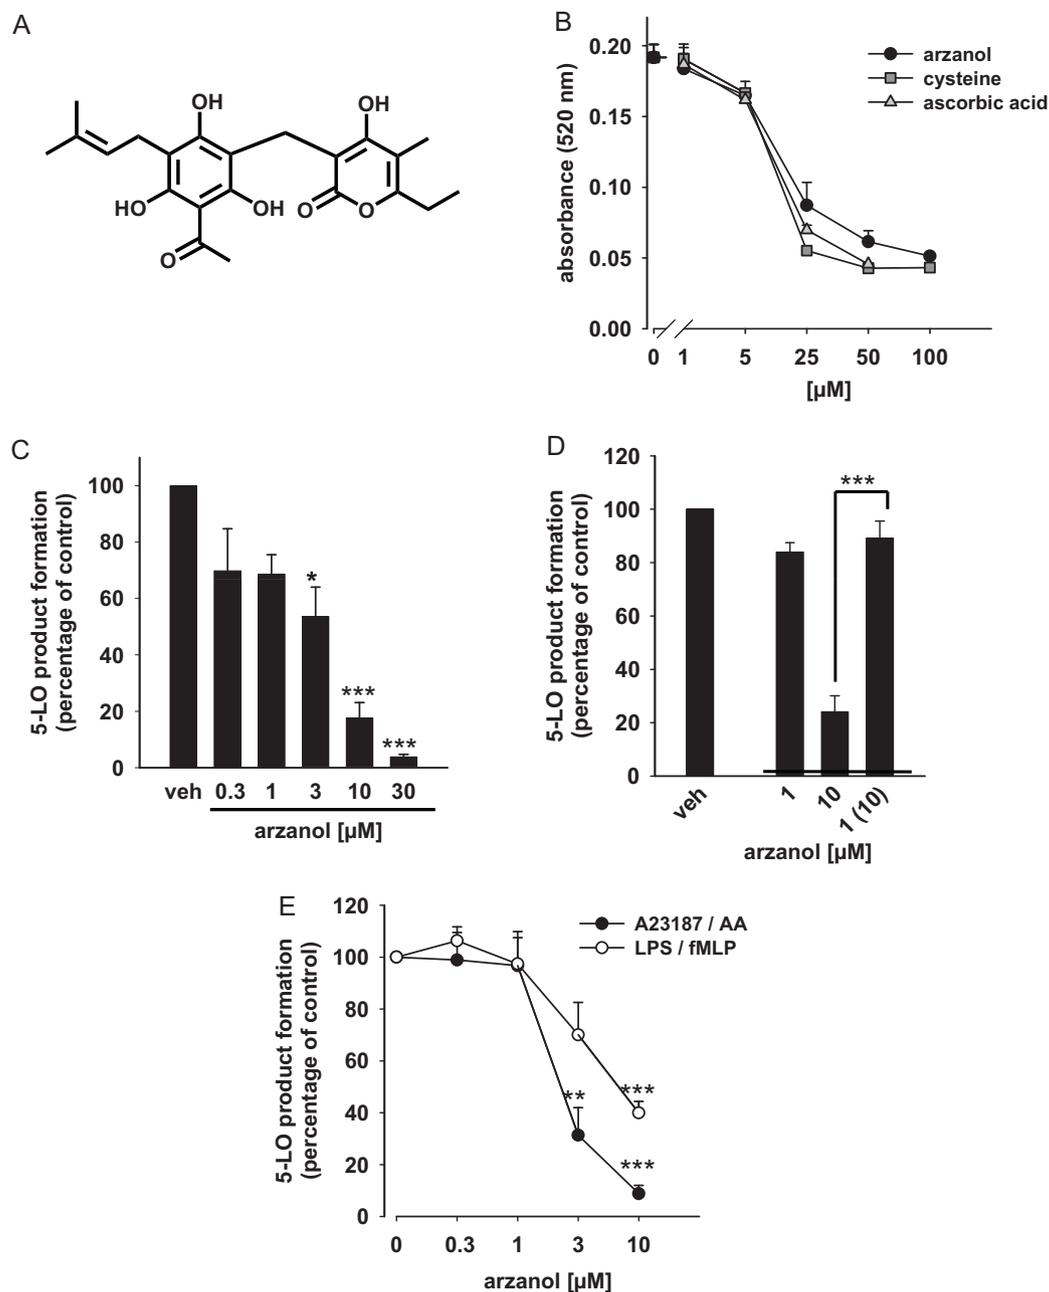 A
OH
OH
HO
OH
O
O
O
B
absorbance (520 nm)
0.20
0.15
0.10
0.05
0.00
0 1 5 25 50 100
[µM]
arzanol
cysteine
ascorbic acid
C
5-LO product formation
(percentage of control)
100
80
60
40
20
0
*
***
***
veh 0.3 1 3 10 30
arzanol [µM]
D
5-LO product formation
(percentage of control)
120
100
80
60
40
20
0
***
veh 1 10 1 (10)
arzanol [µM]
E
5-LO product formation
(percentage of control)
120
100
80
60
40
20
0
A23187 / AA
LPS / fMLP
**
***
***
0 0.3 1 3 10
arzanol [µM]